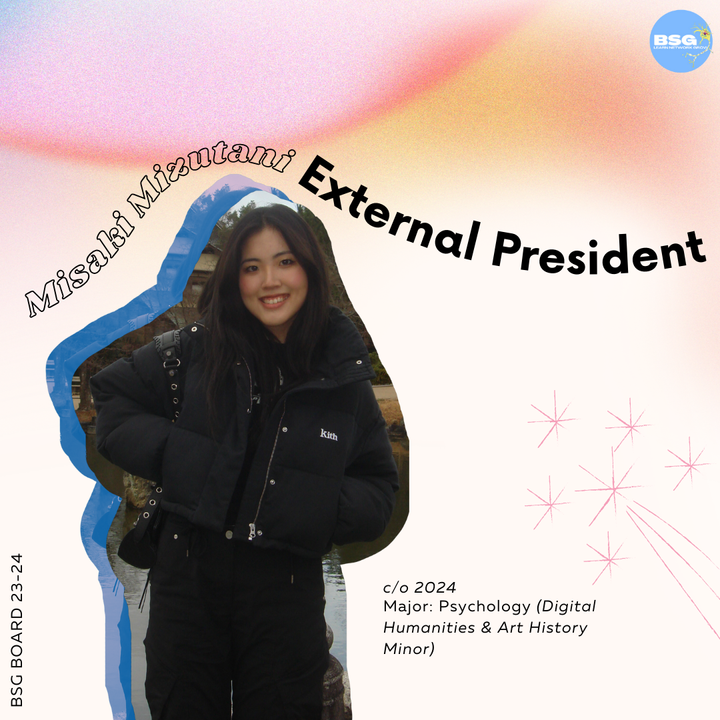 BSG
Misaki Mizutani
External President
kith
c/o 2024
Major: Psychology (Digital
Humanities & Art History
Minor)
BSG BOARD 23-24